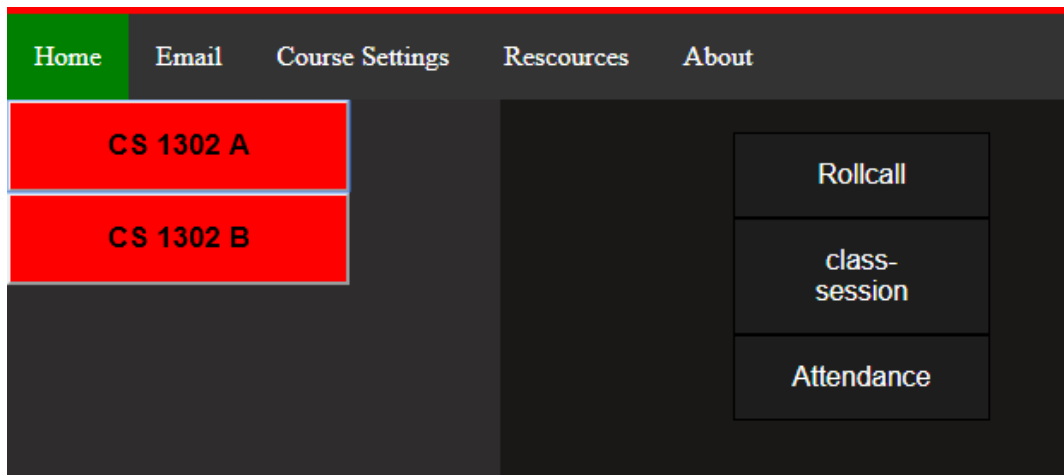 Home Email Course Settings Rescources About
CS 1302 A
CS 1302 B
Rollcall
class-
session
Attendance